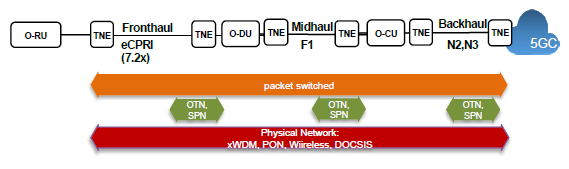 Fronthaul
Midhaul
Backhaul
O-RU
TNE
TNE
O-DU
TNE
TNE
O-CU
TNE
TNE
5GC
eCPRI
(7.2x)
F1
N2,N3
packet switched
OTN,
SPN
OTN,
SPN
OTN,
SPN
Physical Network:
xWDM, PON, Wiireless, DOCSIS